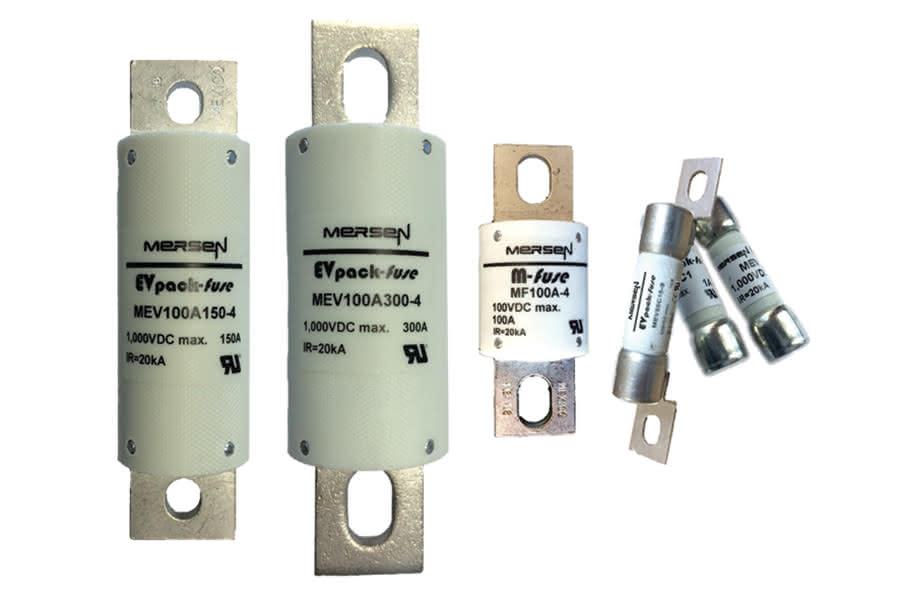 MERSEN
EVpack-fuse
MEV100A150-4
1,000VDC max. 150A
IR=20kA
MERSEN
EVpack-fuse
MEV100A300-4
1,000VDC max. 300A
IR=20kA
MERSEN
M-fuse
MF100A-4
100VDC max.
100A
IR=20kA
MERSEN
EVpack-fuse
MERSEN
MEV
1,000VDC
IR=20kA